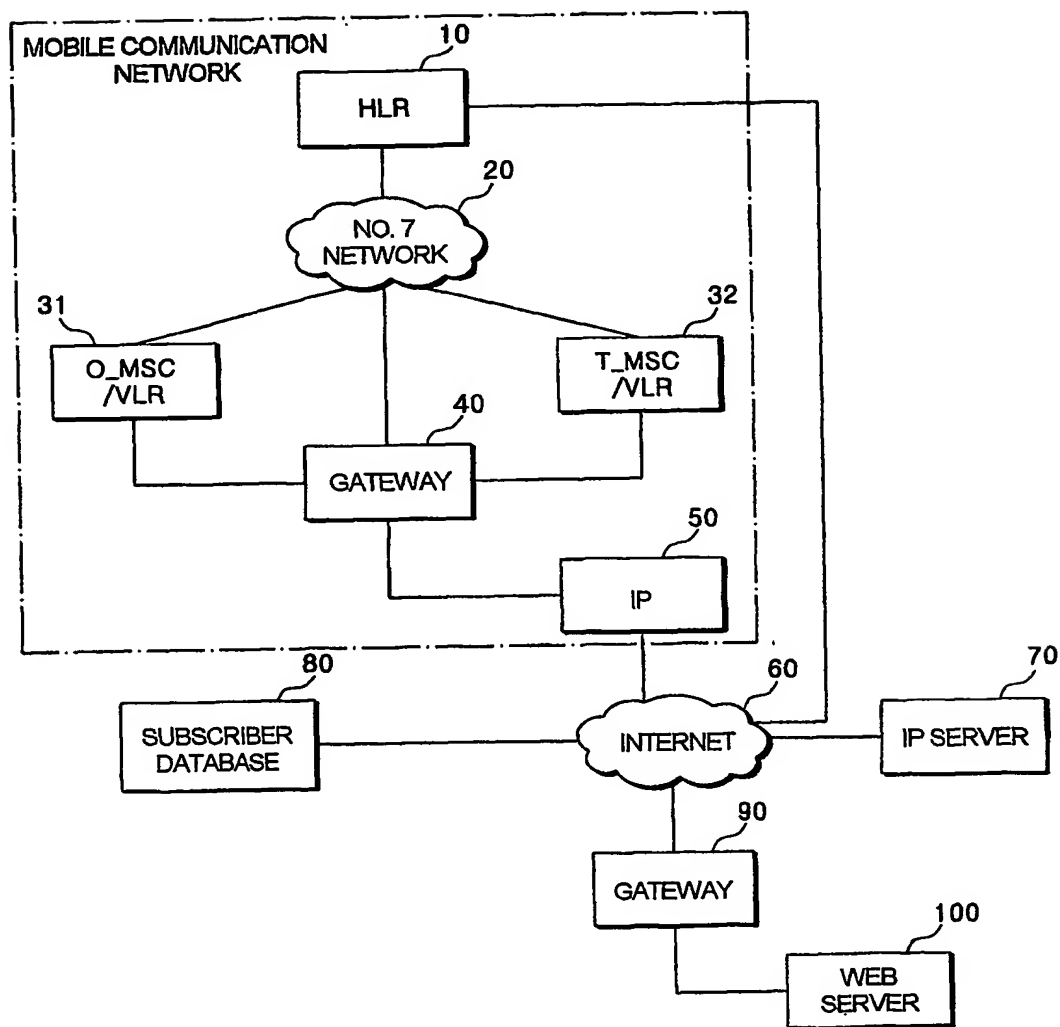 MOBILE COMMUNICATION
NETWORK
10
HLR
20
NO. 7
NETWORK
31
O_MSC
/VLR
32
T_MSC
/VLR
40
GATEWAY
50
IP
80
SUBSCRIBER
DATABASE
60
INTERNET
70
IP SERVER
90
GATEWAY
100
WEB
SERVER